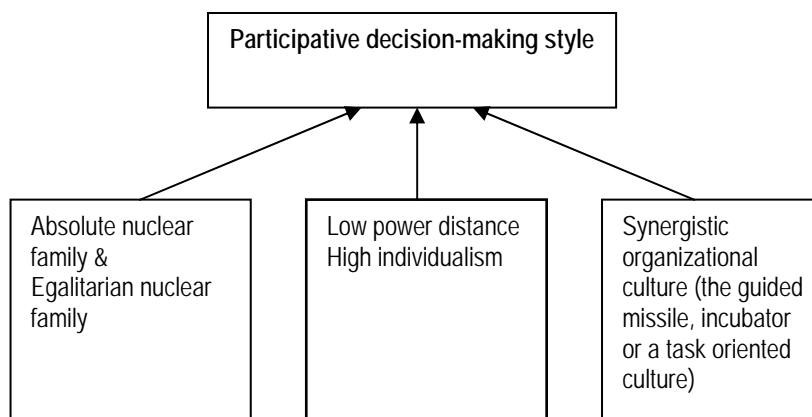 Participative decision-making style
Absolute nuclear
family &
Egalitarian nuclear
family
Low power distance
High individualism
Synergistic
organizational
culture (the guided
missile, incubator
or a task oriented
culture)